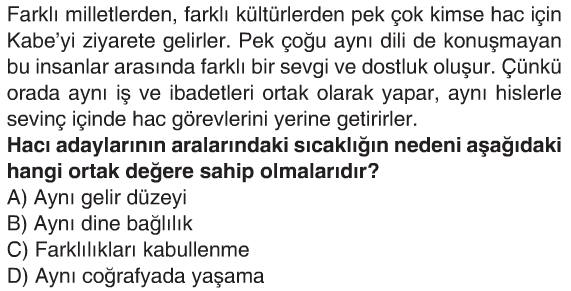 Farklı milletlerden, farklı kültürlerden pek çok kimse hac için
Kabe’yi ziyarete gelirler. Pek çoğu aynı dili de konuşmayan
bu insanlar arasında farklı bir sevgi ve dostluk oluşur. Çünkü
orada aynı iş ve ibadetleri ortak olarak yapar, aynı hislerle
sevinç içinde hac görevlerini yerine getirirler.
Hacı adaylarının aralarındaki sıcaklığın nedeni aşağıdaki
hangi ortak değere sahip olmalarıdır?
A) Aynı gelir düzeyi
B) Aynı dine bağlılık
C) Farklılıkları kabullenme
D) Aynı coğrafyada yaşama